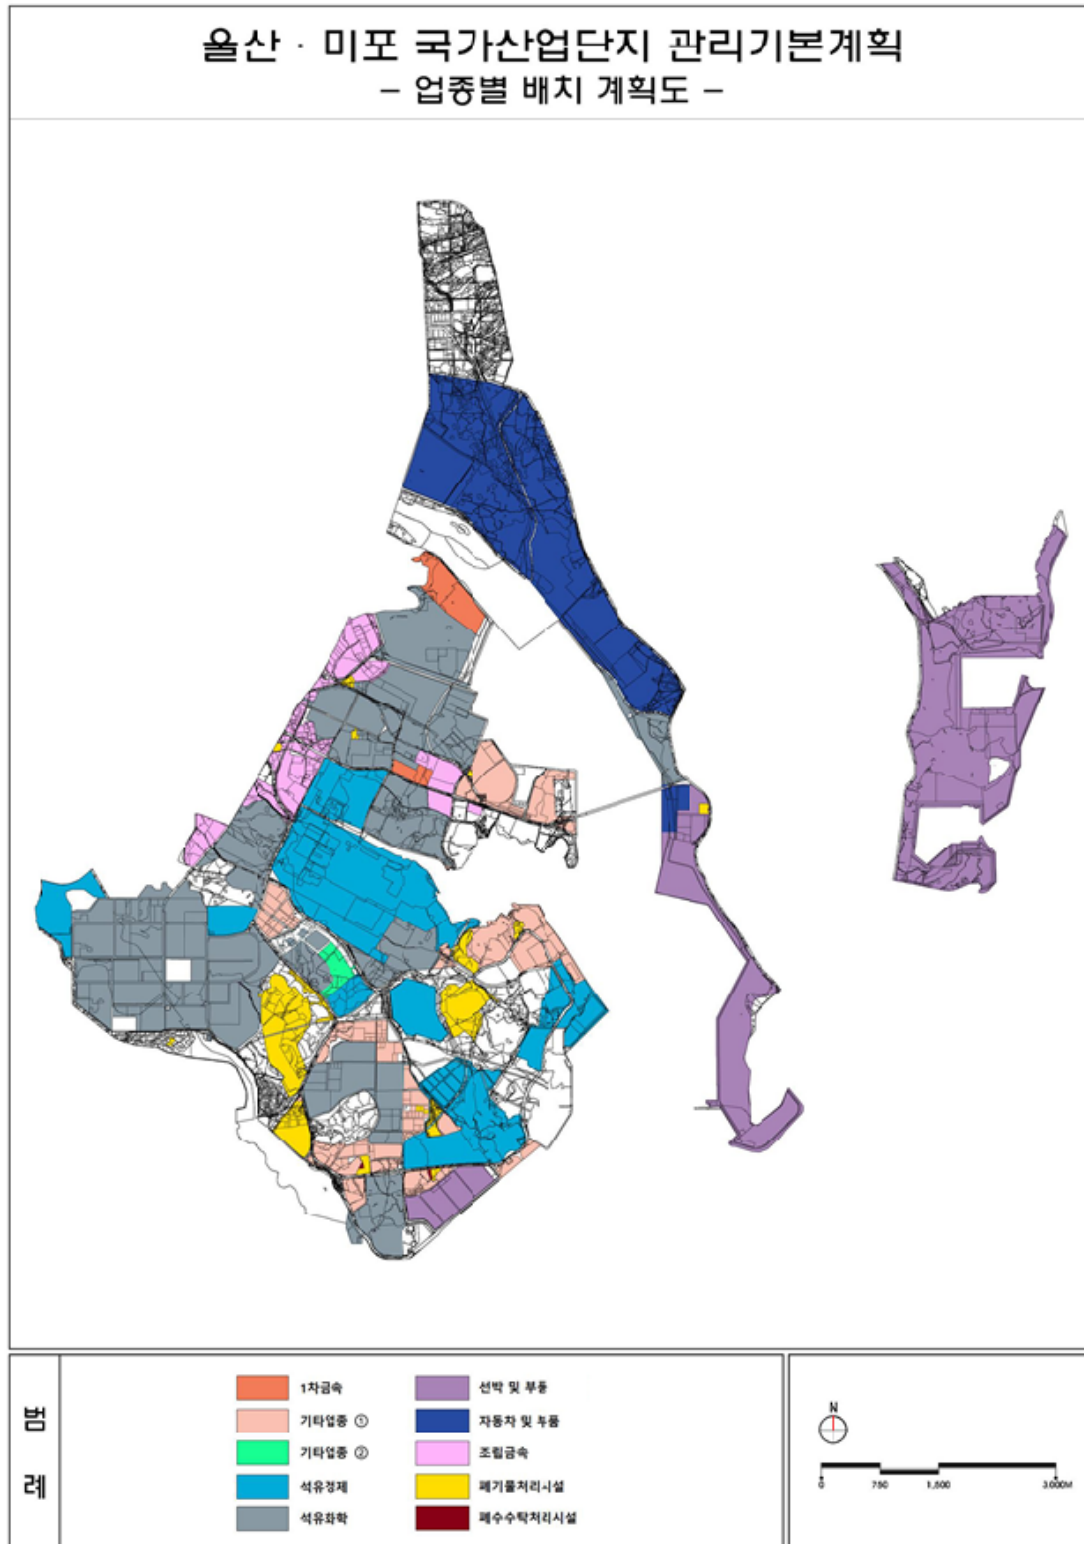 울산 · 미포 국가산업단지 관리기본계획
– 업종별 배치 계획도 –
범례
1차금속
기타업종 ①
기타업종 ②
석유정제
석유화학
선박 및 부품
자동차 및 부품
조립금속
폐기물처리시설
폐수수탁처리시설
N
0 750 1,500 3,000M